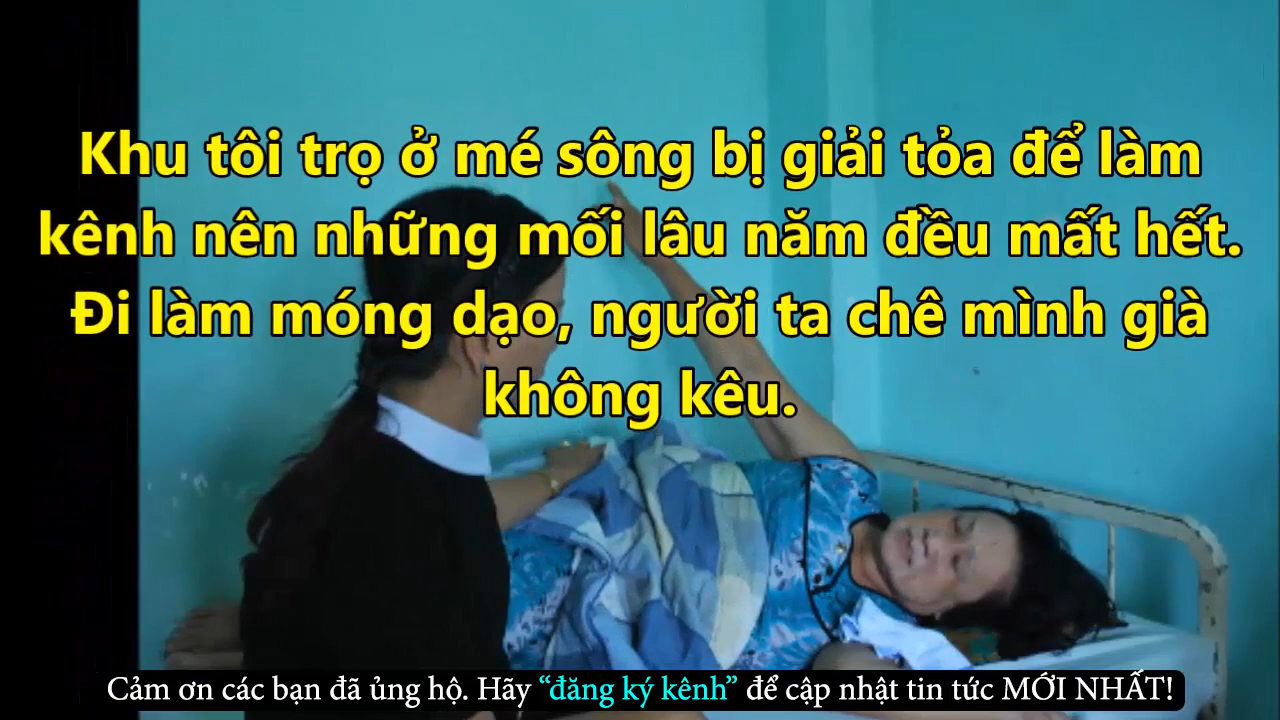 Khu tôi trọ ở mé sông bị giải tỏa để làm
kênh nên những mối lâu năm đều mất hết.
Đi làm móng dạo, người ta chê mình già
không kêu.
Cảm ơn các bạn đã ủng hộ. Hãy “đăng ký kênh” để cập nhật tin tức MỚI NHẤT!